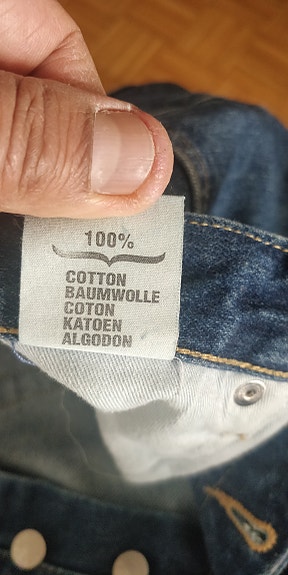 100%
COTTON
BAUMWOLLE
COTON
KATOEN
ALGODON